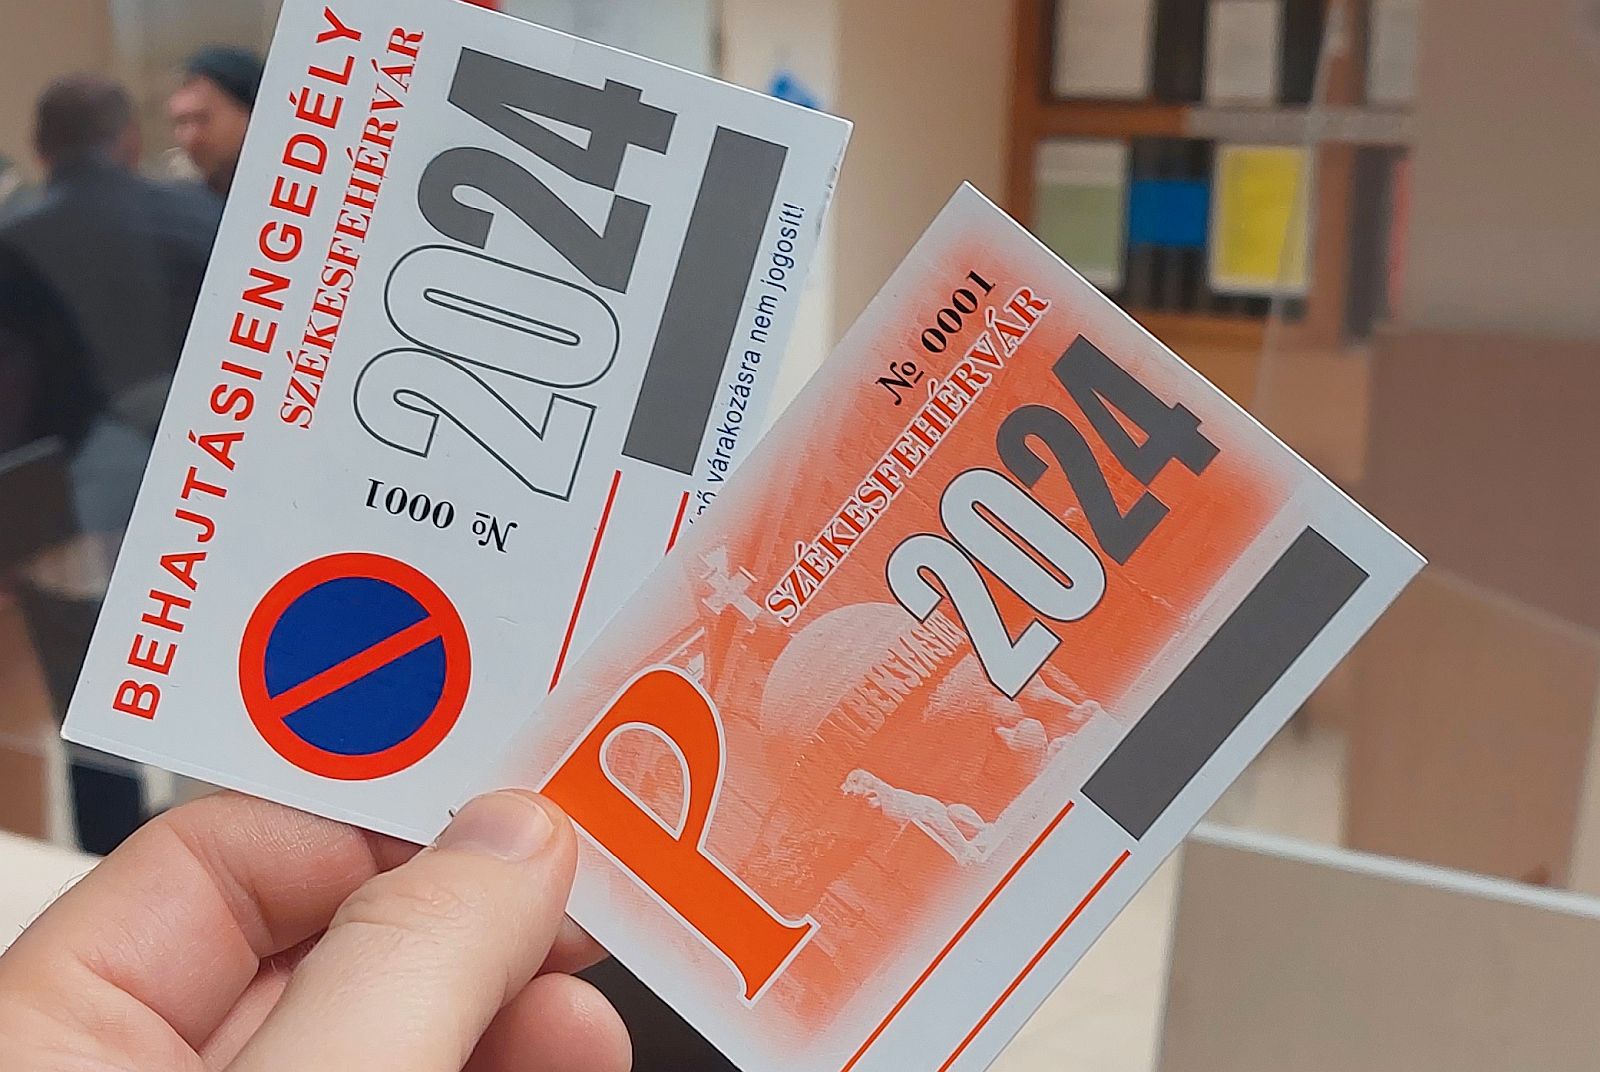 BEHAJTÁSI ENGEDÉLY
SZÉKESFEHÉRVÁR
2024
№ 0001
várakozásra nem jogosít!
№ 0001
SZÉKESFEHÉRVÁR
2024
P